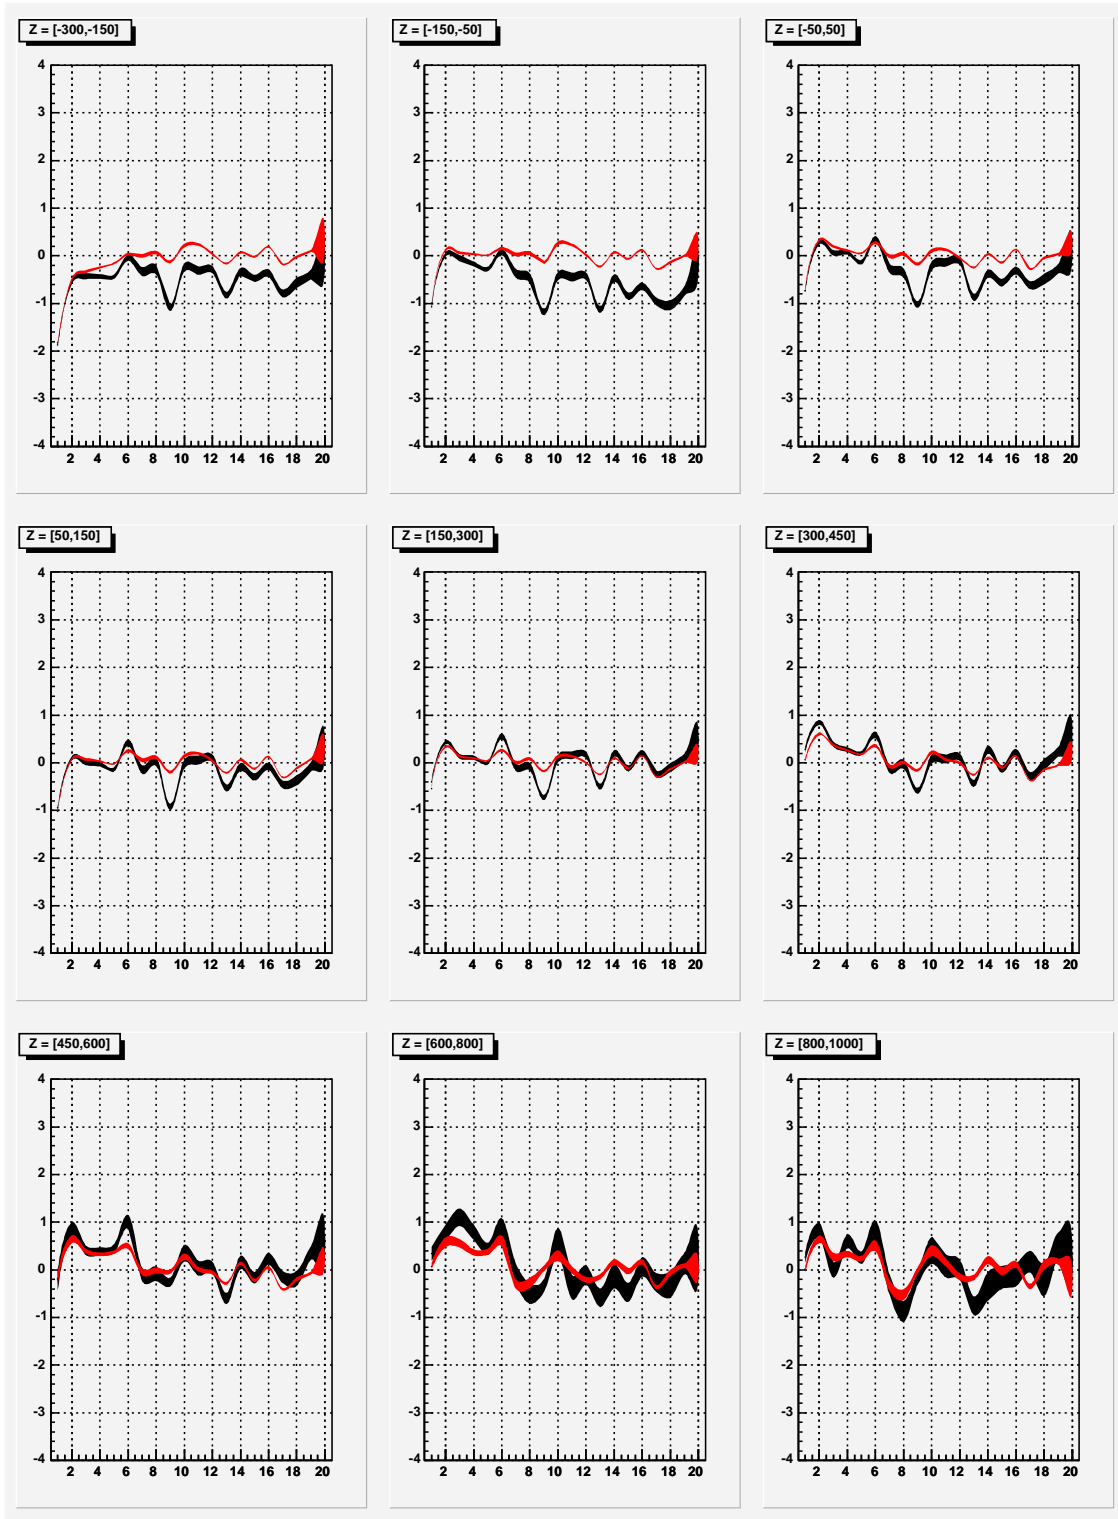 Z = [-300,-150]
Z = [-150,-50]
Z = [-50,50]
4 4 4
3 3 3
2 2 2
1 1 1
0 0 0
-1 -1 -1
-2 -2 -2
-3 -3 -3
-4 -4 -4
2 4 6 8 10 12 14 16 18 20
2 4 6 8 10 12 14 16 18 20
2 4 6 8 10 12 14 16 18 20
Z = [50,150]
Z = [150,300]
Z = [300,450]
4 4 4
3 3 3
2 2 2
1 1 1
0 0 0
-1 -1 -1
-2 -2 -2
-3 -3 -3
-4 -4 -4
2 4 6 8 10 12 14 16 18 20
2 4 6 8 10 12 14 16 18 20
2 4 6 8 10 12 14 16 18 20
Z = [450,600]
Z = [600,800]
Z = [800,1000]
4 4 4
3 3 3
2 2 2
1 1 1
0 0 0
-1 -1 -1
-2 -2 -2
-3 -3 -3
-4 -4 -4
2 4 6 8 10 12 14 16 18 20
2 4 6 8 10 12 14 16 18 20
2 4 6 8 10 12 14 16 18 20